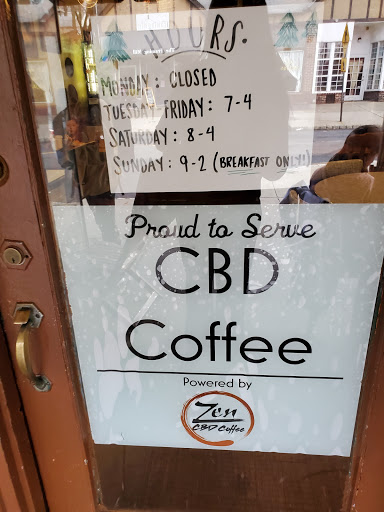 HOURS.
MONDAY: CLOSED
TUESDAY-FRIDAY: 7-4
SATURDAY: 8-4
SUNDAY: 9-2 (BREAKFAST ONLY!)
Proud to Serve
CBD
Coffee
Powered by
Zen
CBD Coffee